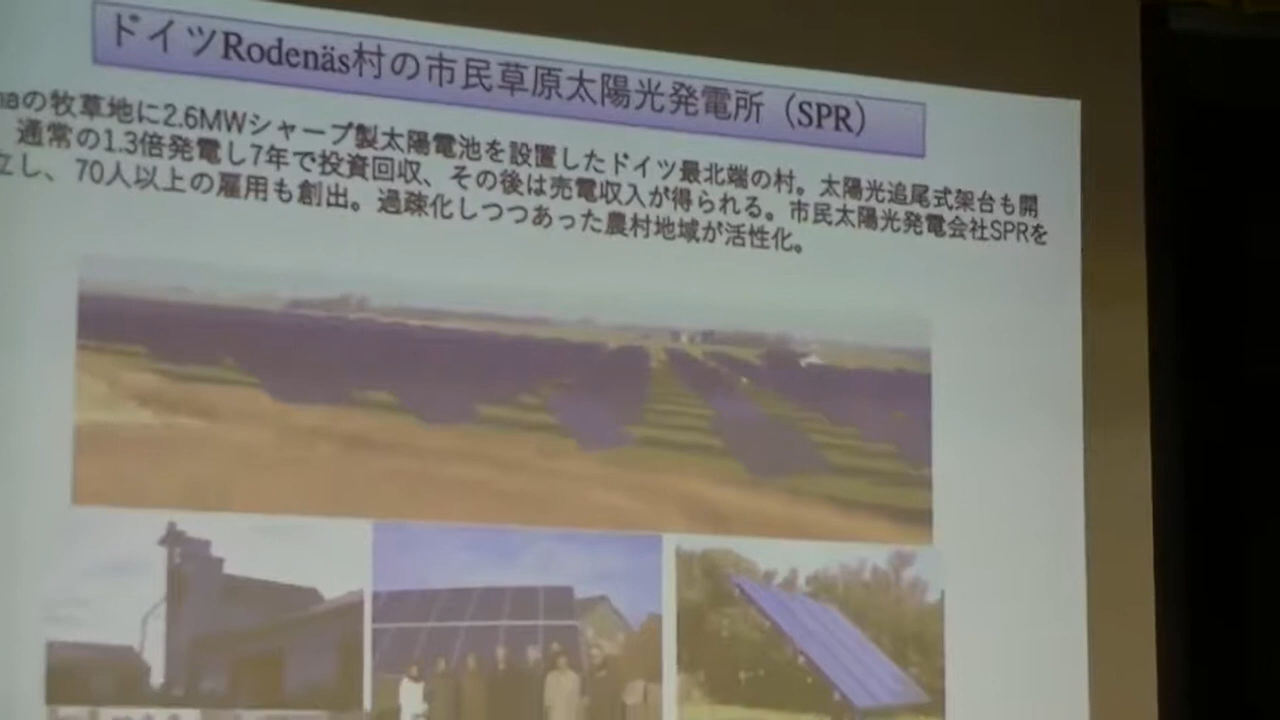 ドイツRodenäs村の市民草原太陽光発電所（SPR）
haの牧草地に2.6MWシャープ製太陽電池を設置したドイツ最北端の村。太陽光追尾式架台も開
通常の1.3倍発電し7年で投資回収、その後は売電収入が得られる。市民太陽光発電会社SPRを
立し、70人以上の雇用も創出。過疎化しつつあった農村地域が活性化。